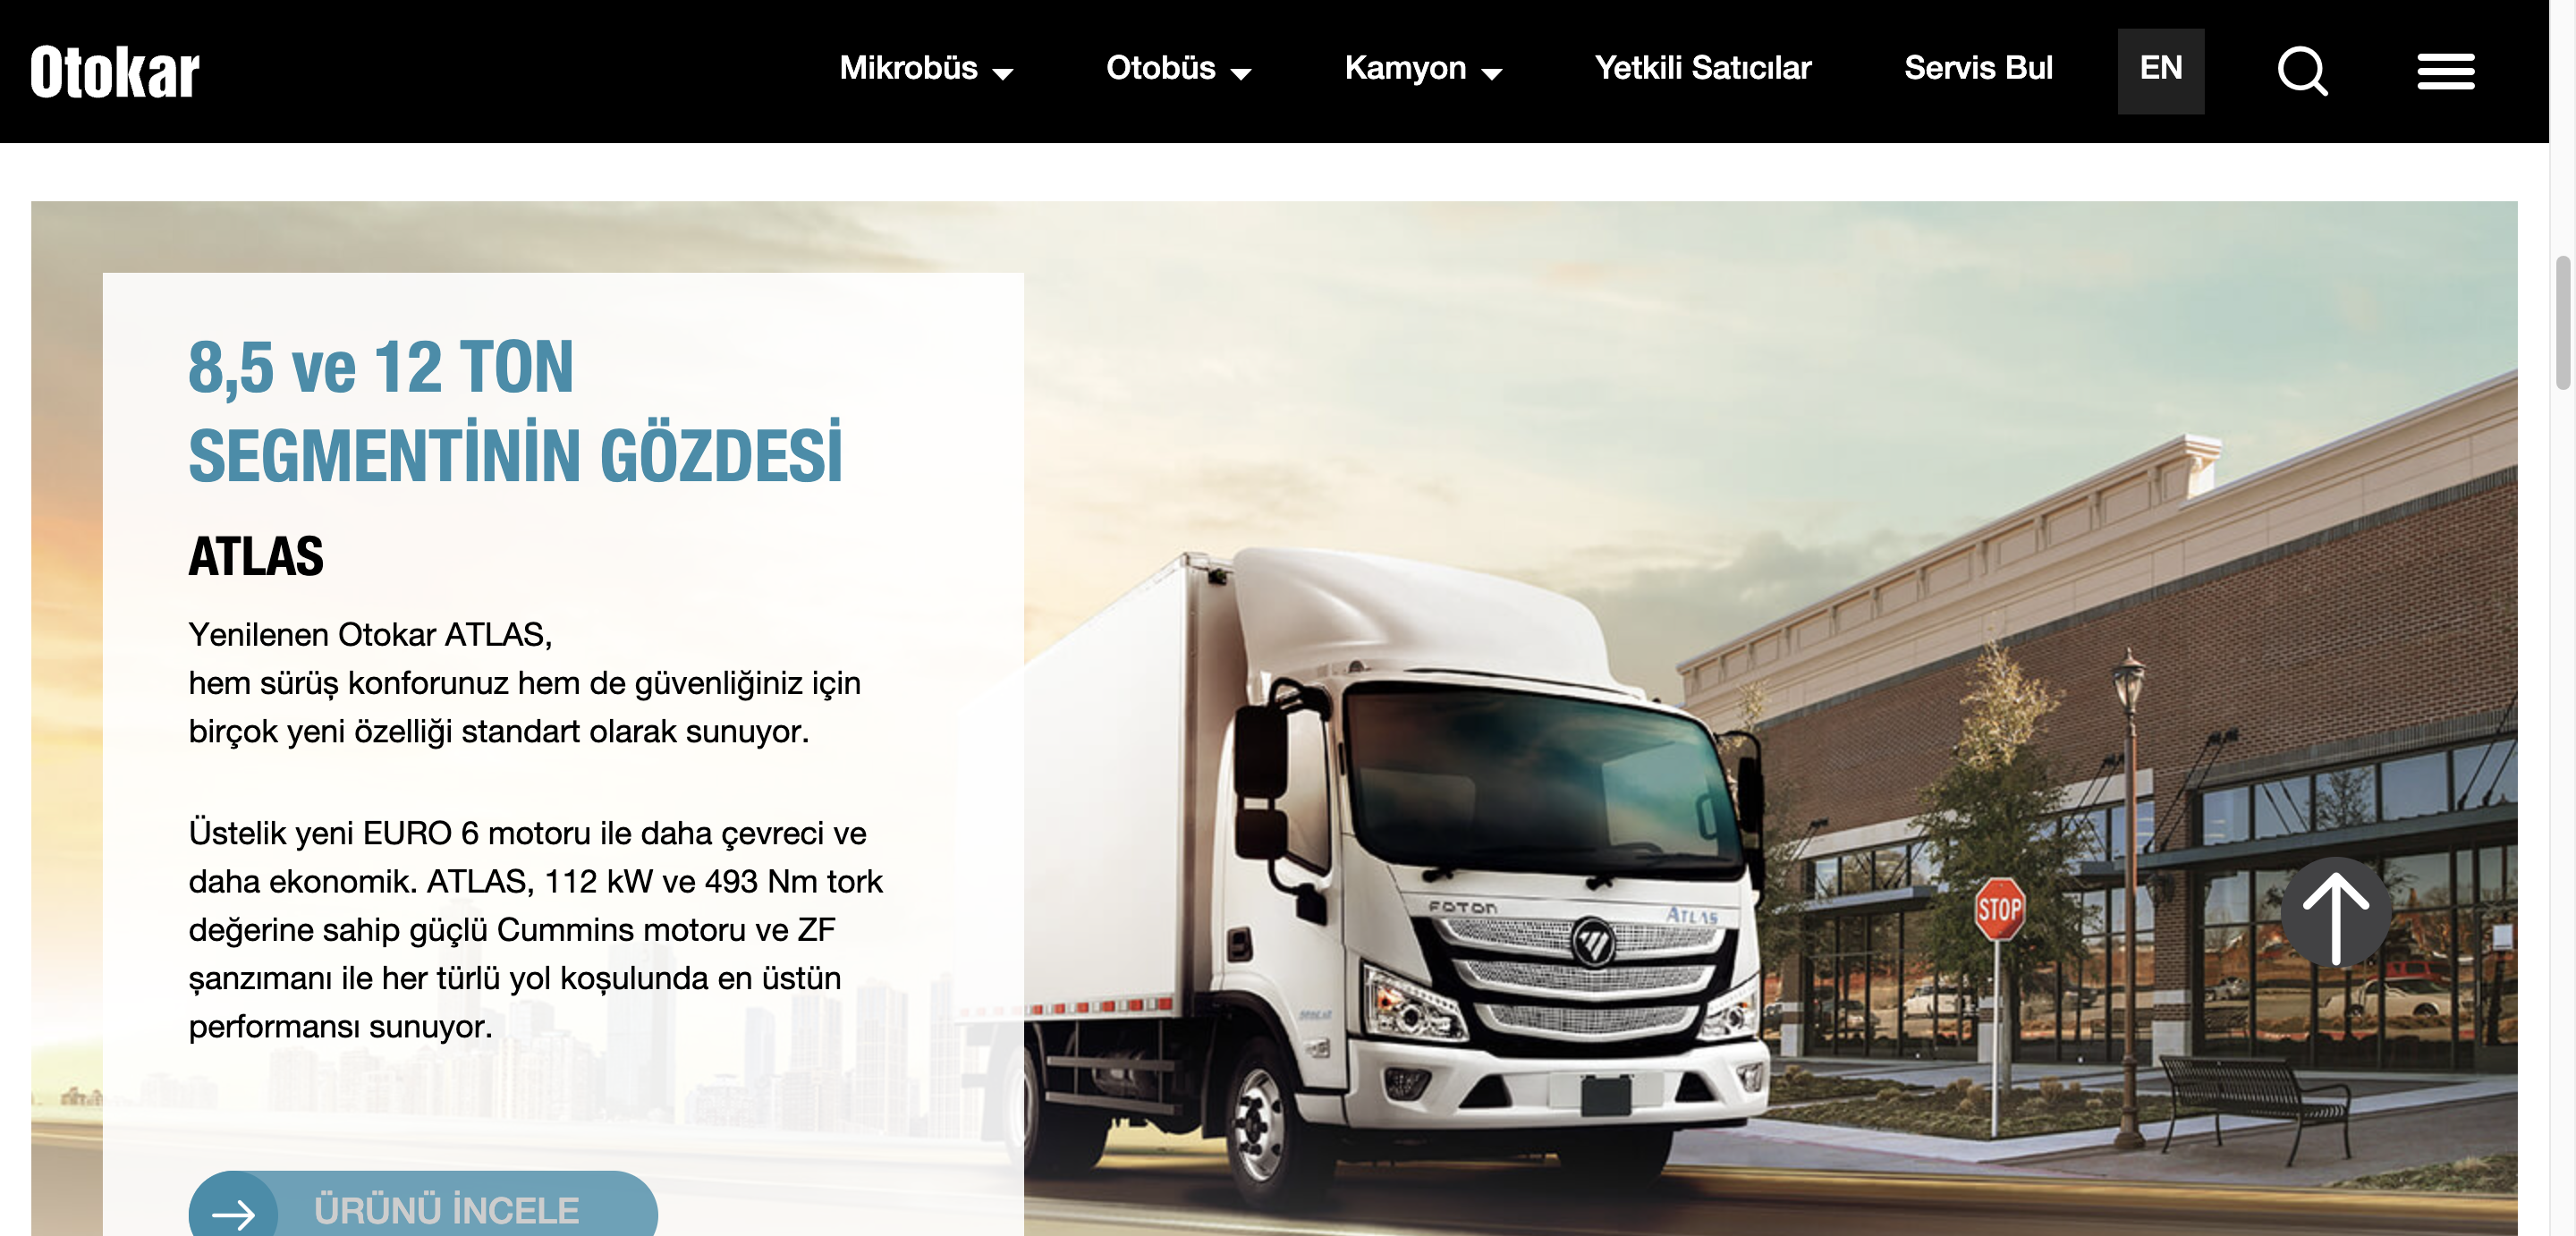 Otokar
Mikrobüs
Otobüs
Kamyon
Yetkili Satıcılar
Servis Bul
EN
8,5 ve 12 TON
SEGMENTİNİN GÖZDESİ
ATLAS
Yenilenen Otokar ATLAS,
hem sürüş konforunuz hem de güvenliğiniz için
birçok yeni özelliği standart olarak sunuyor.
Üstelik yeni EURO 6 motoru ile daha çevreci ve
daha ekonomik. ATLAS, 112 kW ve 493 Nm tork
değerine sahip güçlü Cummins motoru ve ZF
şanzımanı ile her türlü yol koşulunda en üstün
performansı sunuyor.
ÜRÜNÜ İNCELE
FOTON
ATLAS
STOP